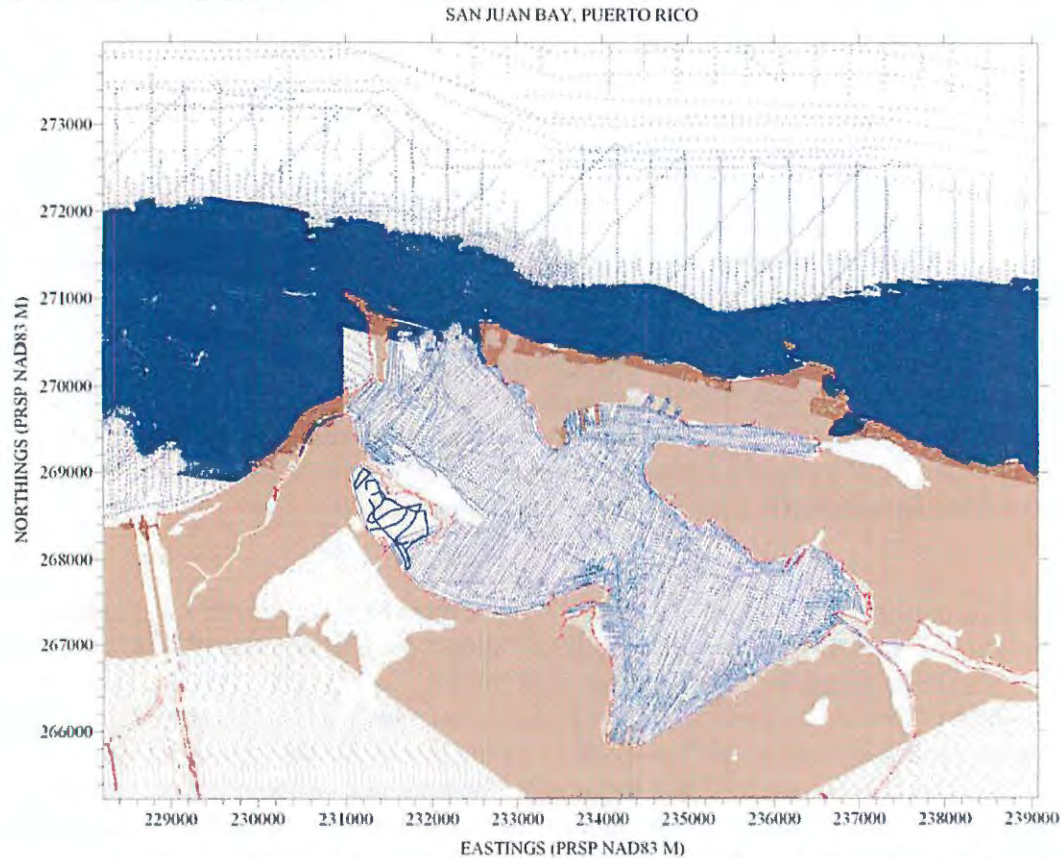 SAN JUAN BAY, PUERTO RICO
273000
272000
271000
270000
269000
268000
267000
266000
NORTHINGS (PRSP NAD83 M)
229000 230000 231000 232000 233000 234000 235000 236000 237000 238000 239000
EASTINGS (PRSP NAD83 M)